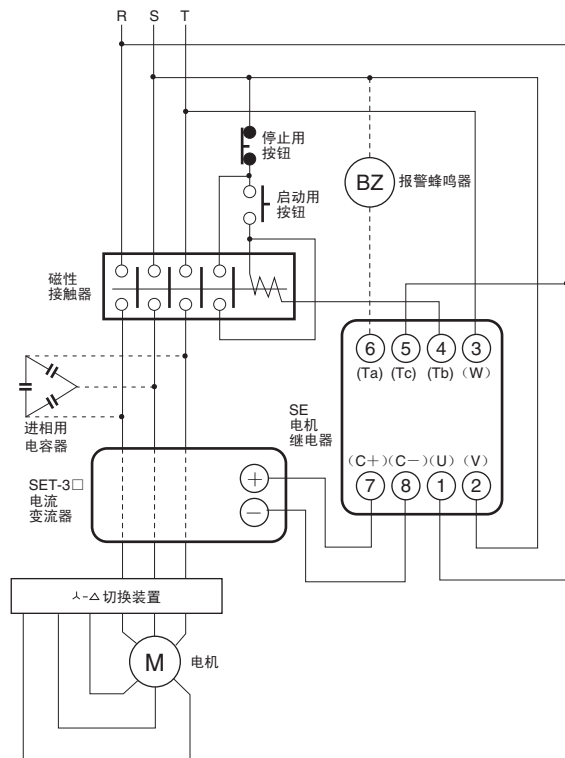 R S T
停止用
按钮
BZ 报警蜂鸣器
启动用
按钮
磁性
接触器
6 5 4 3
(Ta) (Tc) (Tb) (W)
进相用
电容器
SE
电机
继电器
(C+) (C−) (U) (V)
7 8 1 2
SET-3□
电流
变流器
+
−
⅄-△切换装置
M 电机